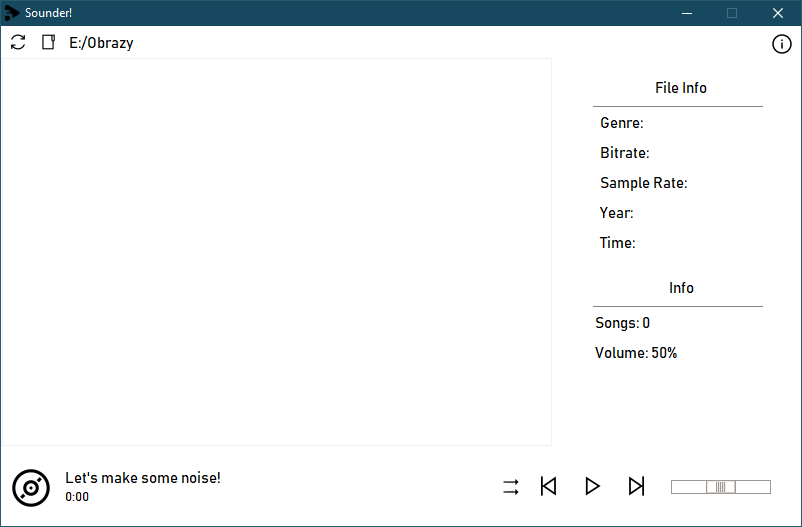 Sounder!
E:/Obrazy
File Info
Genre:
Bitrate:
Sample Rate:
Year:
Time:
Info
Songs: 0
Volume: 50%
Let's make some noise!
0:00